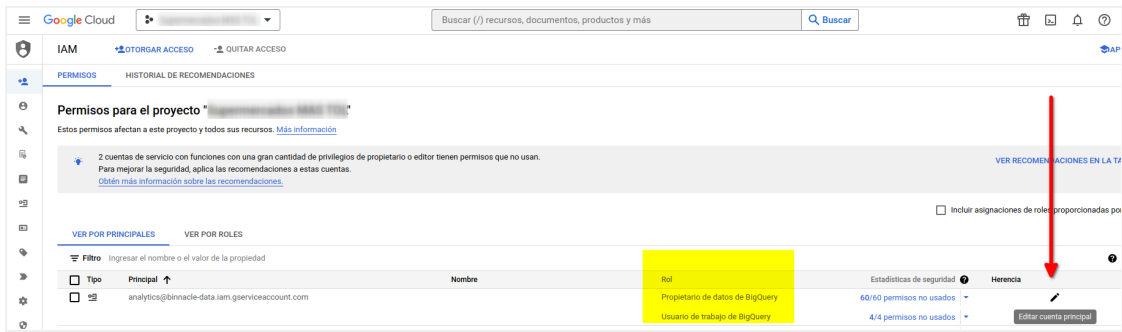 Google Cloud
Buscar (/) recursos, documentos, productos y más
Buscar
IAM
OTORGAR ACCESO
QUITAR ACCESO
AP
PERMISOS
HISTORIAL DE RECOMENDACIONES
Permisos para el proyecto " "
Estos permisos afectan a este proyecto y todos sus recursos. Más información
2 cuentas de servicio con funciones con una gran cantidad de privilegios de propietario o editor tienen permisos que no usan.
VER RECOMENDACIONES EN LA TA
Para mejorar la seguridad, aplica las recomendaciones a estas cuentas.
Obtén más información sobre las recomendaciones.
Incluir asignaciones de roles proporcionadas por
VER POR PRINCIPALES
VER POR ROLES
Filtro Ingresar el nombre o el valor de la propiedad
Tipo Principal Nombre Rol Estadísticas de seguridad Herencia
analytics@binnacle-data.iam.gserviceaccount.com Propietario de datos de BigQuery 60/60 permisos no usados
Usuario de trabajo de BigQuery 4/4 permisos no usados
Editar cuenta principal